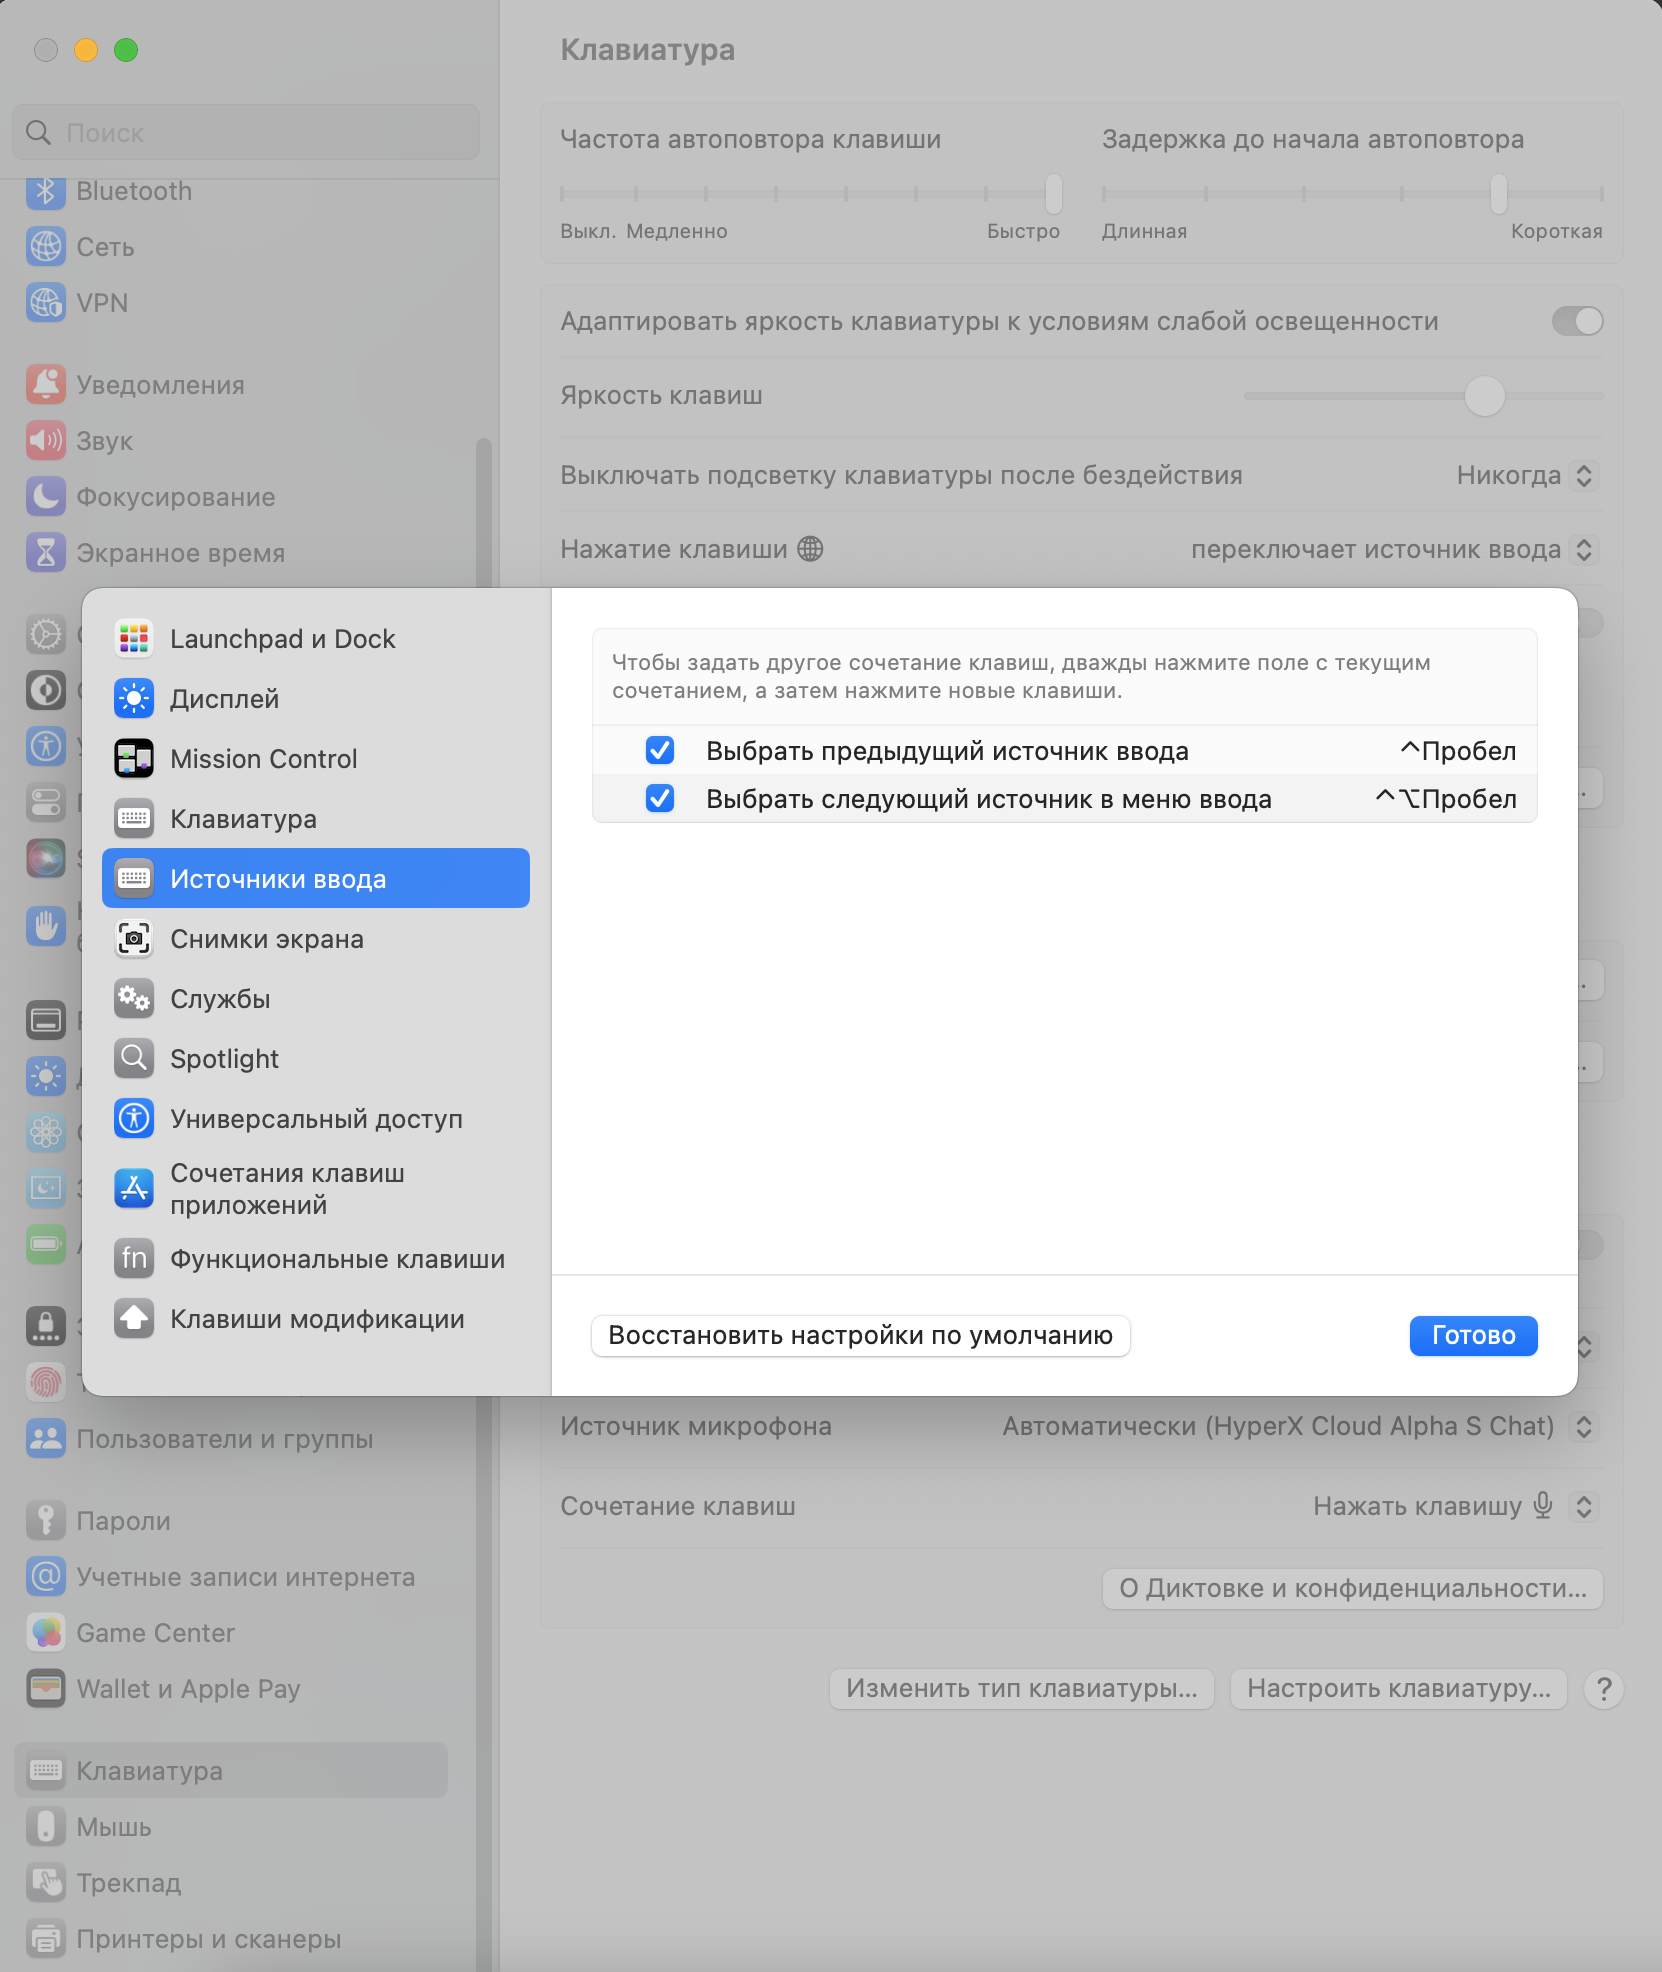 Клавиатура
Поиск
Bluetooth
Сеть
VPN
Уведомления
Звук
Фокусирование
Экранное время
Пользователи и группы
Пароли
Учетные записи интернета
Game Center
Wallet и Apple Pay
Клавиатура
Мышь
Трекпад
Принтеры и сканеры
Частота автоповтора клавиши
Задержка до начала автоповтора
Выкл. Медленно Быстро
Длинная Короткая
Адаптировать яркость клавиатуры к условиям слабой освещенности
Яркость клавиш
Выключать подсветку клавиатуры после бездействия Никогда
Нажатие клавиши переключает источник ввода
Launchpad и Dock
Дисплей
Mission Control
Клавиатура
Источники ввода
Снимки экрана
Службы
Spotlight
Универсальный доступ
Сочетания клавиш
приложений
fn Функциональные клавиши
Клавиши модификации
Чтобы задать другое сочетание клавиш, дважды нажмите поле с текущим
сочетанием, а затем нажмите новые клавиши.
Выбрать предыдущий источник ввода ^Пробел
Выбрать следующий источник в меню ввода ^⌥Пробел
Восстановить настройки по умолчанию
Готово
Источник микрофона Автоматически (HyperX Cloud Alpha S Chat)
Сочетание клавиш Нажать клавишу
О Диктовке и конфиденциальности...
Изменить тип клавиатуры...
Настроить клавиатуру...
?